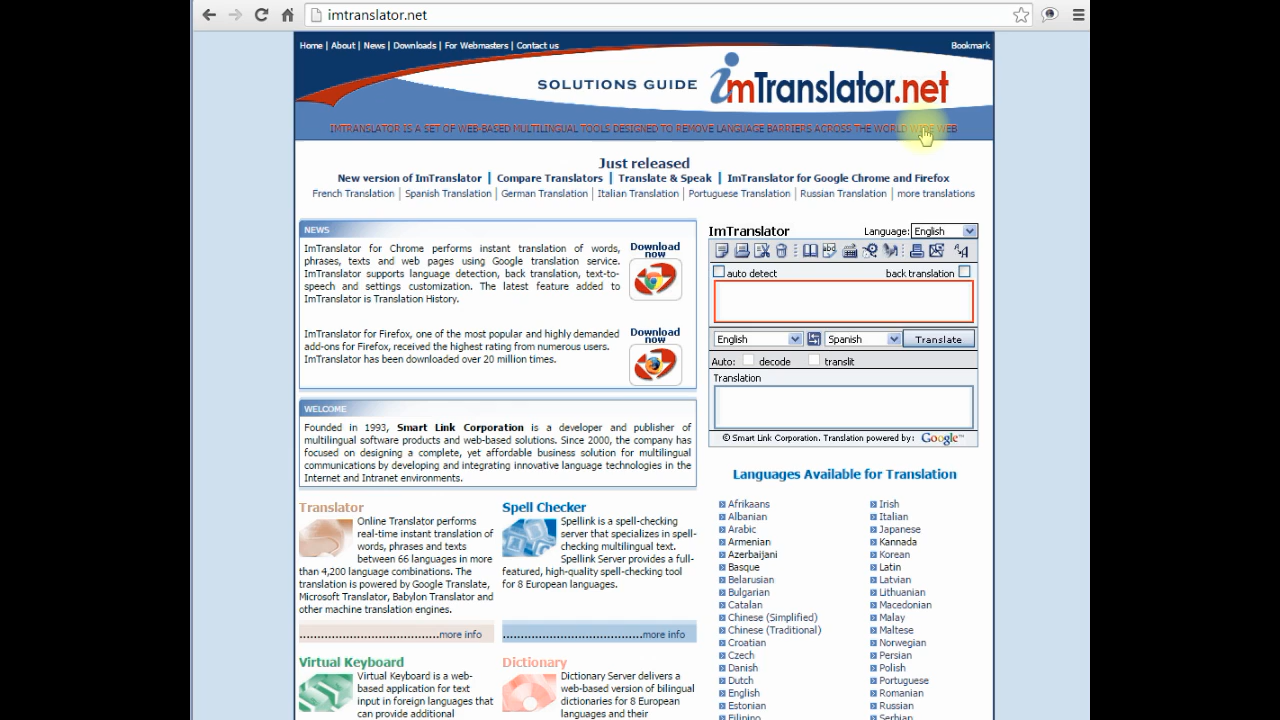 imtranslator.net
Home | About | News | Downloads | For Webmasters | Contact us
Bookmark
SOLUTIONS GUIDE imTranslator.net
IMTRANSLATOR IS A SET OF WEB-BASED MULTILINGUAL TOOLS DESIGNED TO REMOVE LANGUAGE BARRIERS ACROSS THE WORLD WIDE WEB
Just released
New version of ImTranslator | Compare Translators | Translate & Speak | ImTranslator for Google Chrome and Firefox
French Translation | Spanish Translation | German Translation | Italian Translation | Portuguese Translation | Russian Translation | more translations
NEWS
ImTranslator for Chrome performs instant translation of words,
phrases, texts and web pages using Google translation service.
ImTranslator supports language detection, back translation, text-to-
speech and settings customization. The latest feature added to
ImTranslator is Translation History.
Download
now
ImTranslator for Firefox, one of the most popular and highly demanded
add-ons for Firefox, received the highest rating from numerous users.
ImTranslator has been downloaded over 20 million times.
Download
now
WELCOME
Founded in 1993, Smart Link Corporation is a developer and publisher of
multilingual software products and web-based solutions. Since 2000, the company has
focused on designing a complete, yet affordable business solution for multilingual
communications by developing and integrating innovative language technologies in the
Internet and Intranet environments.
Translator
Online Translator performs
real-time instant translation of
words, phrases and texts
between 66 languages in more
than 4,200 language combinations. The
translation is powered by Google Translate,
Microsoft Translator, Babylon Translator and
other machine translation engines.
more info
Spell Checker
Spellink is a spell-checking
server that specializes in spell-
checking multilingual text.
Spellink Server provides a full-
featured, high-quality spell-checking tool
for 8 European languages.
more info
Virtual Keyboard
Virtual Keyboard is a web-
based application for text
input in foreign languages that
can provide additional
Dictionary
Dictionary Server delivers a
web-based version of bilingual
dictionaries for 8 European
languages and their
ImTranslator
Language: English
auto detect
back translation
English
Spanish
Translate
Auto: decode translit
Translation
© Smart Link Corporation. Translation powered by: Google™
Languages Available for Translation
Afrikaans
Albanian
Arabic
Armenian
Azerbaijani
Basque
Belarusian
Bulgarian
Catalan
Chinese (Simplified)
Chinese (Traditional)
Croatian
Czech
Danish
Dutch
English
Estonian
Filipino
Irish
Italian
Japanese
Kannada
Korean
Latin
Latvian
Lithuanian
Macedonian
Malay
Maltese
Norwegian
Persian
Polish
Portuguese
Romanian
Russian
Serbian